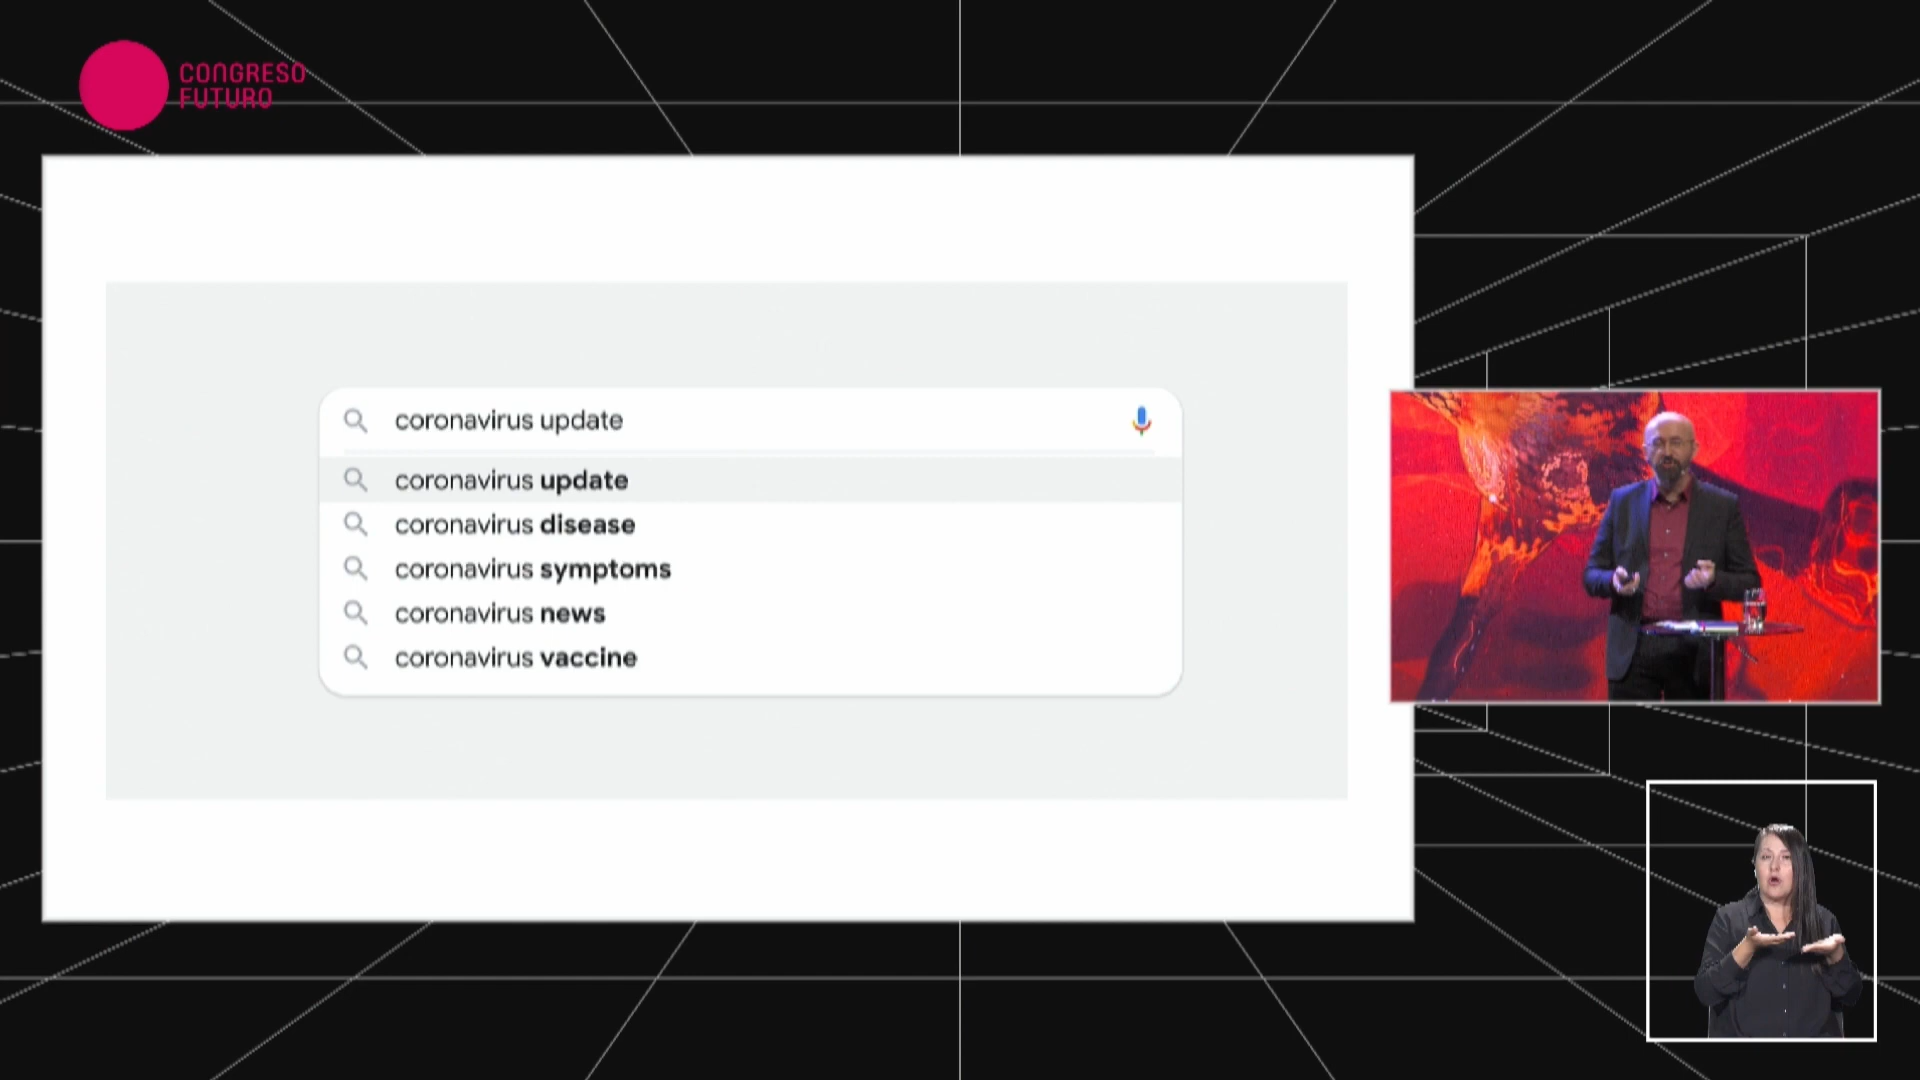 CONGRESO
FUTURO
coronavirus update
coronavirus update
coronavirus disease
coronavirus symptoms
coronavirus news
coronavirus vaccine